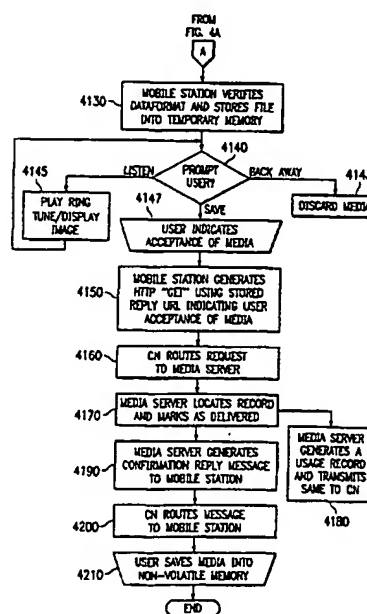 FROM
FIG. 4A
A
4130
MOBILE STATION VERIFIES
DATAFORMAT AND STORES FILE
INTO TEMPORARY MEMORY
4140
PROMPT
USER?
LISTEN
BACK AWAY
SAVE
4145
PLAY RING
TUNE/DISPLAY
IMAGE
DISCARD MEDIA
4147
USER INDICATES
ACCEPTANCE OF MEDIA
4150
MOBILE STATION GENERATES
HTTP "GET" USING STORED
REPLY URL INDICATING USER
ACCEPTANCE OF MEDIA
4160
CN ROUTES REQUEST
TO MEDIA SERVER
4170
MEDIA SERVER LOCATES RECORD
AND MARKS AS DELIVERED
MEDIA SERVER
GENERATES A
USAGE RECORD
AND TRANSMITS
SAME TO CN
4180
4190
MEDIA SERVER GENERATES
CONFIRMATION REPLY MESSAGE
TO MOBILE STATION
4200
CN ROUTES MESSAGE
TO MOBILE STATION
4210
USER SAVES MEDIA INTO
NON-VOLATILE MEMORY
END